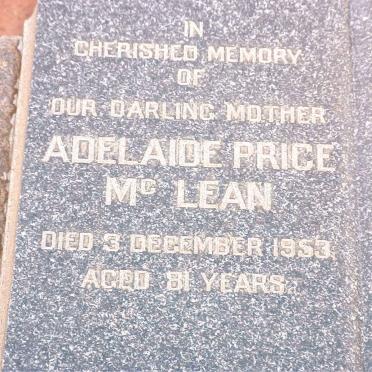 IN
CHERISHED MEMORY
OF
OUR DARLING MOTHER
ADELAIDE PRICE
Mc LEAN
DIED 3 DECEMBER 1953,
AGED 81 YEARS.